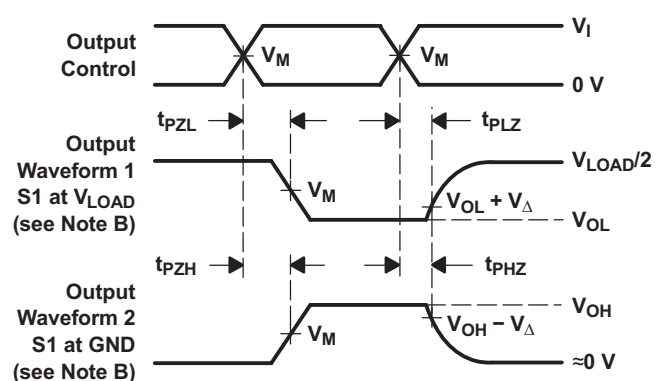 Output
Control
V_I
V_M
V_M
0 V
t_PZL
t_PLZ
Output
Waveform 1
S1 at V_LOAD
(see Note B)
V_LOAD/2
V_M
V_OL + V_Δ
V_OL
t_PZH
t_PHZ
Output
Waveform 2
S1 at GND
(see Note B)
V_OH
V_M
V_OH − V_Δ
≈0 V